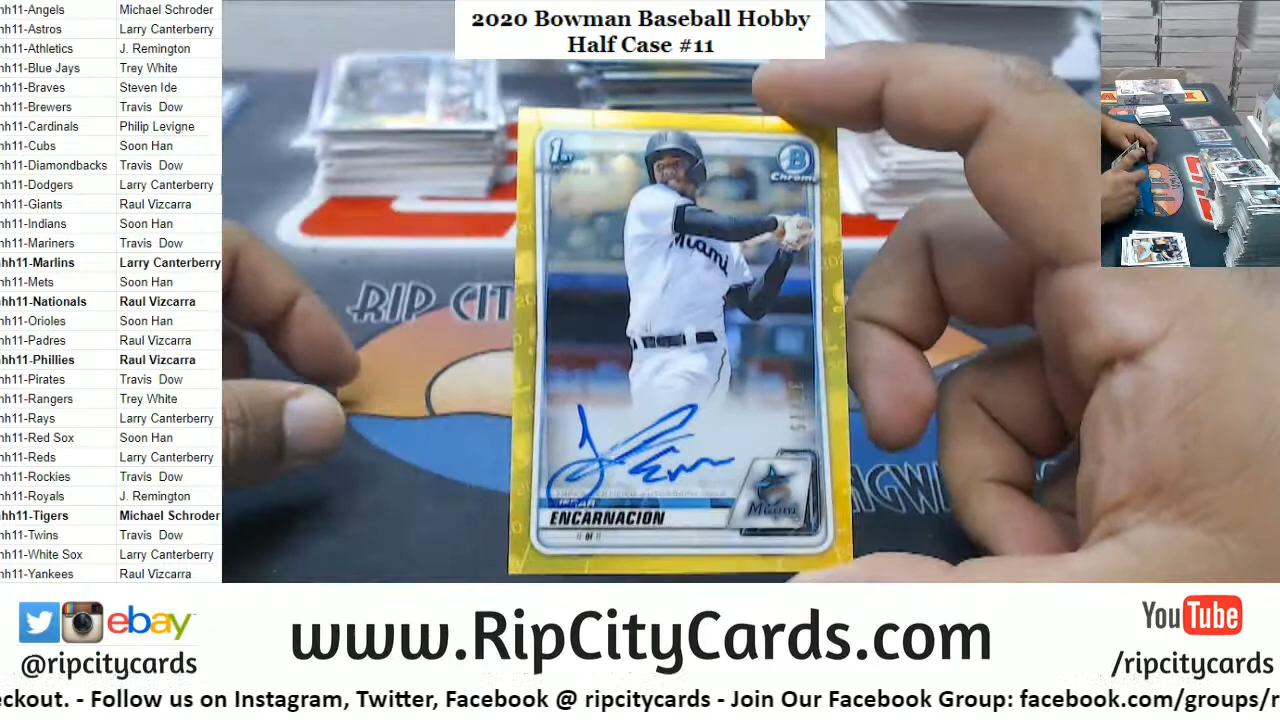 2020 Bowman Baseball Hobby
Half Case #11
hh11-Angels Michael Schroder
hh11-Astros Larry Canterberry
hh11-Athletics J. Remington
hh11-Blue Jays Trey White
hh11-Braves Steven Ide
hh11-Brewers Travis Dow
hh11-Cardinals Philip Levigne
hh11-Cubs Soon Han
hh11-Diamondbacks Travis Dow
hh11-Dodgers Larry Canterberry
hh11-Giants Raul Vizcarra
hh11-Indians Soon Han
hh11-Mariners Travis Dow
hh11-Marlins Larry Canterberry
hh11-Mets Soon Han
hh11-Nationals Raul Vizcarra
hh11-Orioles Soon Han
hh11-Padres Raul Vizcarra
hh11-Phillies Raul Vizcarra
hh11-Pirates Travis Dow
hh11-Rangers Trey White
hh11-Rays Larry Canterberry
hh11-Red Sox Soon Han
hh11-Reds Larry Canterberry
hh11-Rockies Travis Dow
hh11-Royals J. Remington
hh11-Tigers Michael Schroder
hh11-Twins Travis Dow
hh11-White Sox Larry Canterberry
hh11-Yankees Raul Vizcarra
1ST
B
Chrome
Miami
RIP CIT
ENCARNACION
OF
Miami
ebay
@ripcitycards
www.RipCityCards.com
YouTube
/ripcitycards
eckout. - Follow us on Instagram, Twitter, Facebook @ ripcitycards - Join Our Facebook Group: facebook.com/groups/r